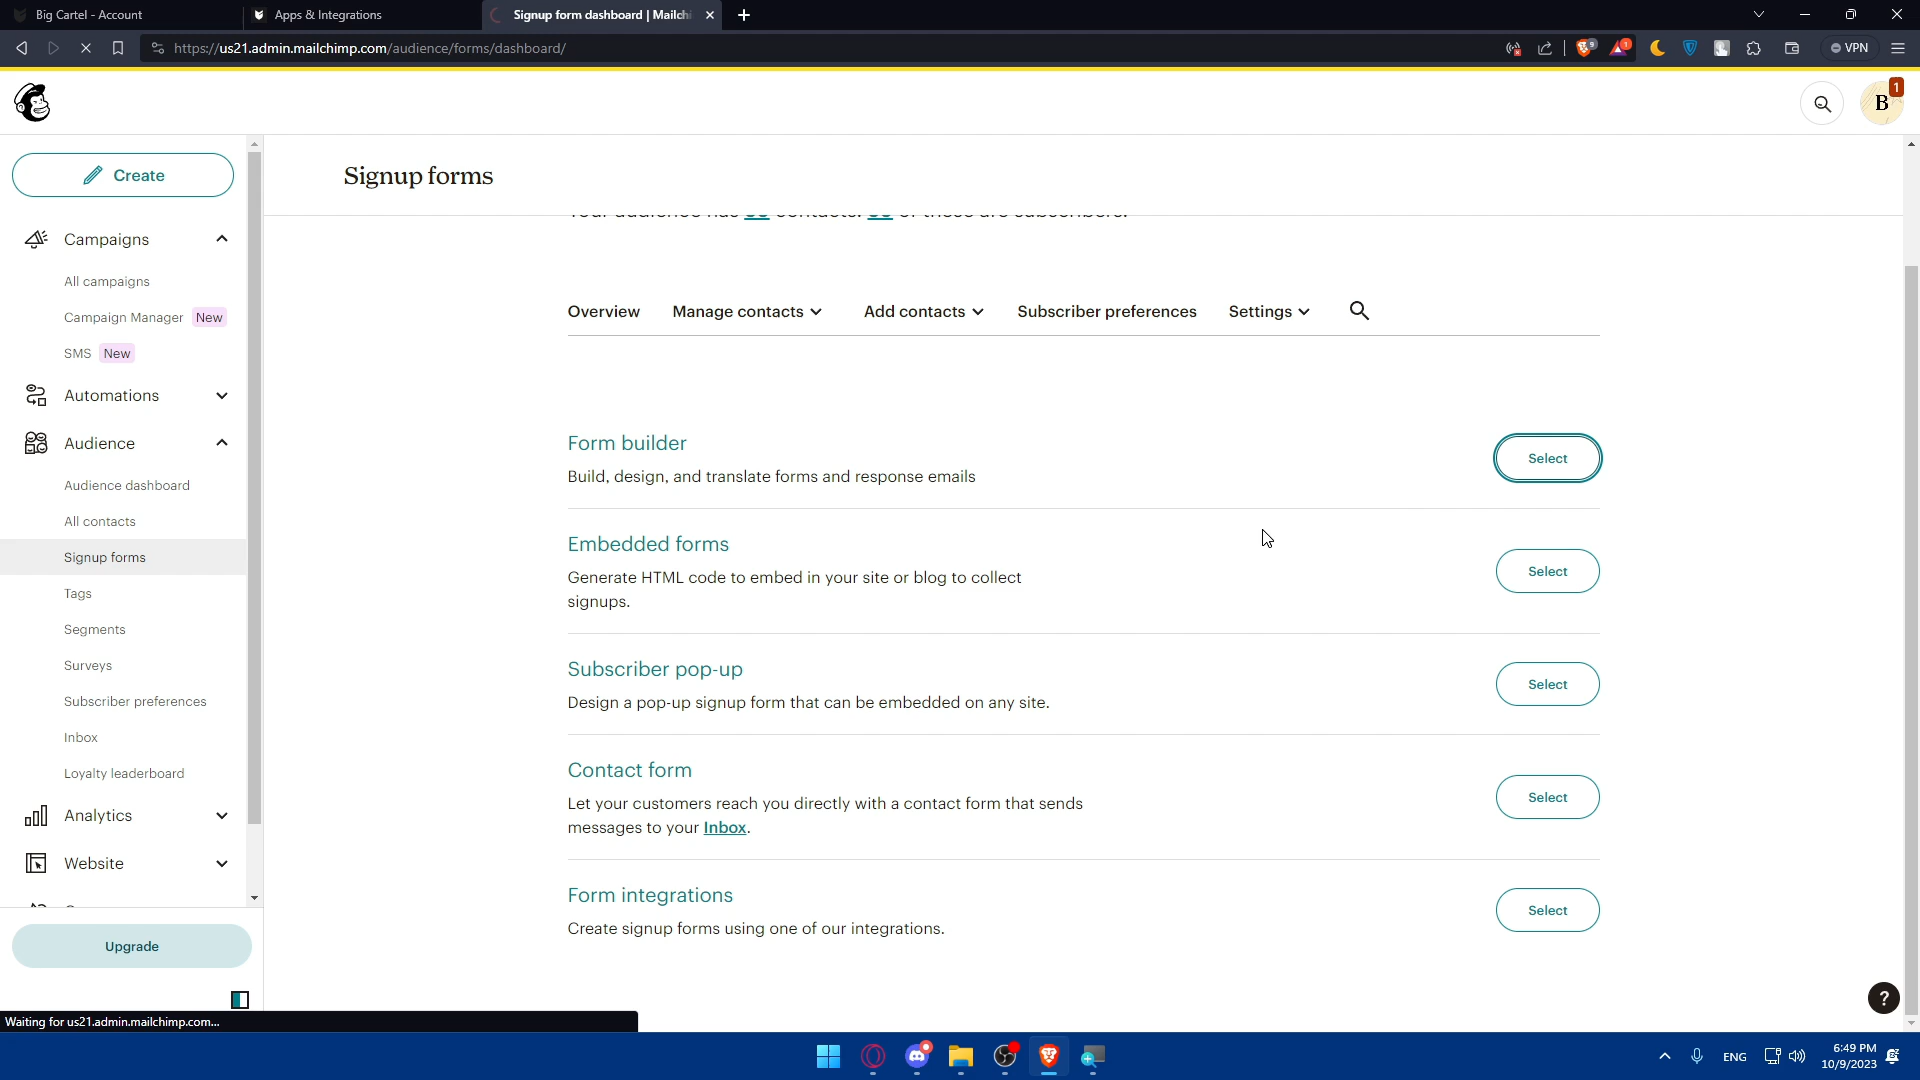 Big Cartel - Account
Apps & Integrations
Signup form dashboard | Mailchi
https://us21.admin.mailchimp.com/audience/forms/dashboard/
9
1
VPN
B
1
Create
Signup forms
Campaigns
All campaigns
Campaign Manager New
SMS New
Automations
Audience
Audience dashboard
All contacts
Signup forms
Tags
Segments
Surveys
Subscriber preferences
Inbox
Loyalty leaderboard
Analytics
Website
Upgrade
Overview Manage contacts Add contacts Subscriber preferences Settings
Form builder
Build, design, and translate forms and response emails
Select
Embedded forms
Generate HTML code to embed in your site or blog to collect
signups.
Select
Subscriber pop-up
Design a pop-up signup form that can be embedded on any site.
Select
Contact form
Let your customers reach you directly with a contact form that sends
messages to your Inbox.
Select
Form integrations
Create signup forms using one of our integrations.
Select
?
Waiting for us21.admin.mailchimp.com...
ENG
6:49 PM
10/9/2023